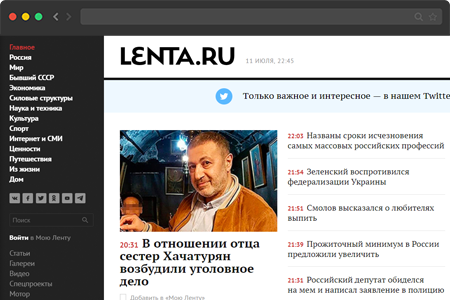 Главное
Россия
Мир
Бывший СССР
Экономика
Силовые структуры
Наука и техника
Культура
Спорт
Интернет и СМИ
Ценности
Путешествия
Из жизни
Дом
Поиск
Войти в Мою Ленту
Статьи
Галереи
Видео
Спецпроекты
Мотор
LENTA.RU
11 ИЮЛЯ, 22:45
Только важное и интересное — в нашем Twitte
20:31 В отношении отца
сестер Хачатурян
возбудили уголовное
дело
Добавить в «Мою Ленту»
22:03 Названы сроки исчезновения
самых массовых российских профессий
21:54 Зеленский воспротивился
федерализации Украины
21:51 Смолов высказался о любителях
выпить
21:39 Прожиточный минимум в России
предложили увеличить
21:31 Российский депутат обиделся
на мем и написал заявление в полицию